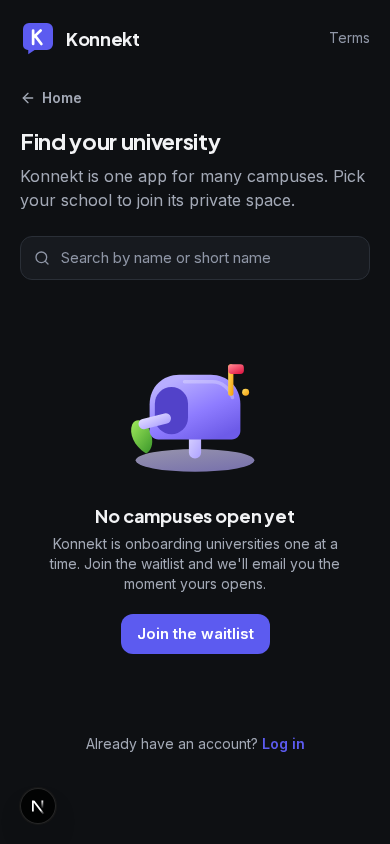 Konnekt
Terms
Home
Find your university
Konnekt is one app for many campuses. Pick
your school to join its private space.
Search by name or short name
No campuses open yet
Konnekt is onboarding universities one at a
time. Join the waitlist and we'll email you the
moment yours opens.
Join the waitlist
Already have an account? Log in